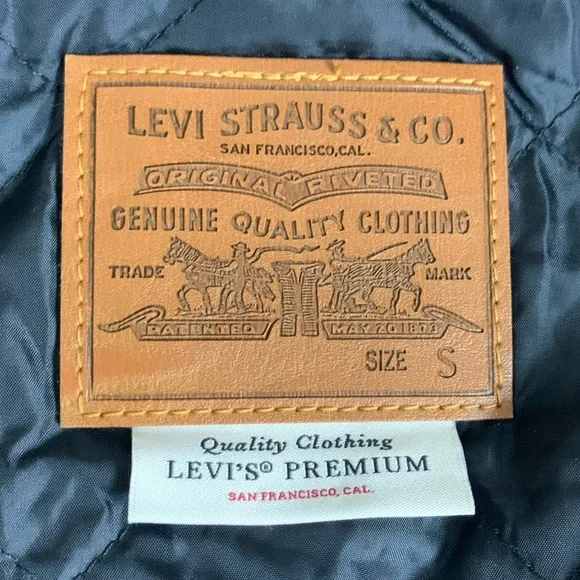 LEVI STRAUSS & CO.
SAN FRANCISCO, CAL.
ORIGINAL RIVETED
GENUINE QUALITY CLOTHING
TRADE MARK
PATENTED MAY 20 1873
SIZE S
Quality Clothing
LEVI'S® PREMIUM
SAN FRANCISCO, CAL.